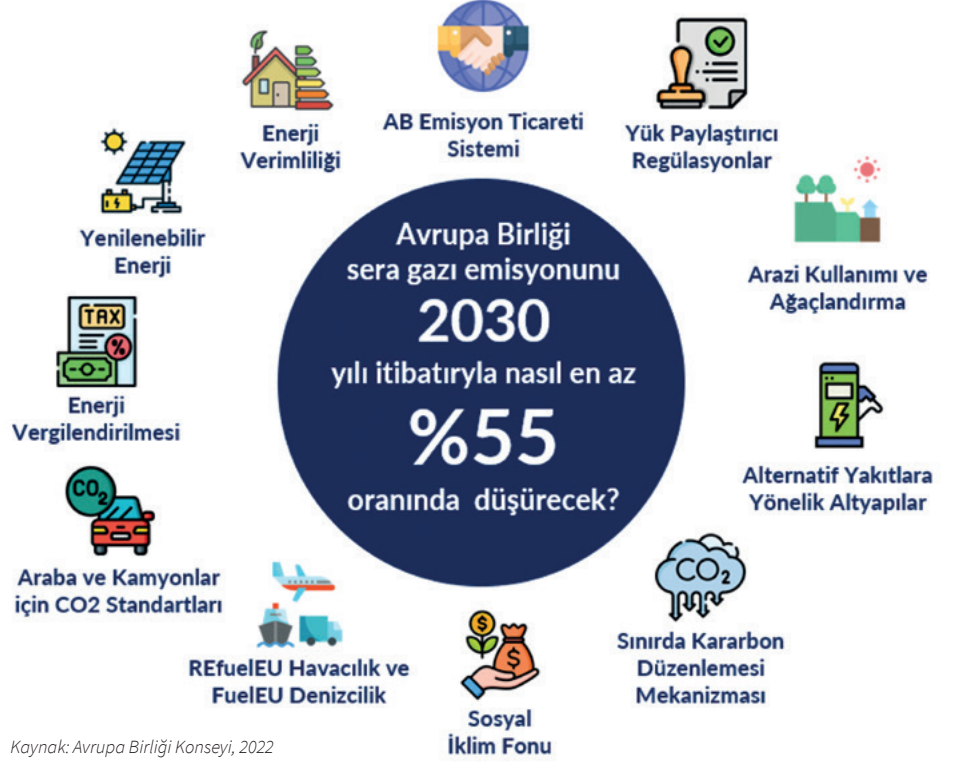 AB Emisyon Ticareti
Sistemi
Yük Paylaştırıcı
Regülasyonlar
Arazi Kullanımı ve
Ağaçlandırma
Alternatif Yakıtlara
Yönelik Altyapılar
CO2
Sınırda Kararbon
Düzenlemesi
Mekanizması
$
$
Sosyal
İklim Fonu
REfuelEU Havacılık ve
FuelEU Denizcilik
CO2
Araba ve Kamyonlar
için CO2 Standartları
TAX
%
Enerji
Vergilendirilmesi
Yenilenebilir
Enerji
Enerji
Verimliliği
Avrupa Birliği
sera gazı emisyonunu
2030
yılı itibatıryla nasıl en az
%55
oranında düşürecek?
Kaynak: Avrupa Birliği Konseyi, 2022